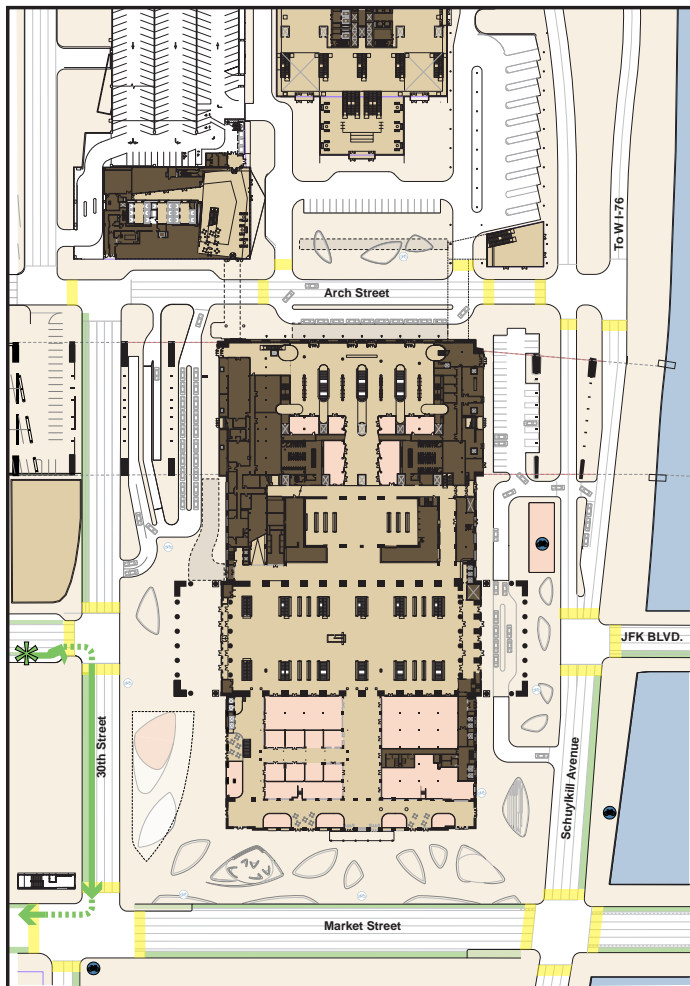 To W I-76
Arch Street
JFK BLVD.
30th Street
Schuylkill Avenue
Market Street